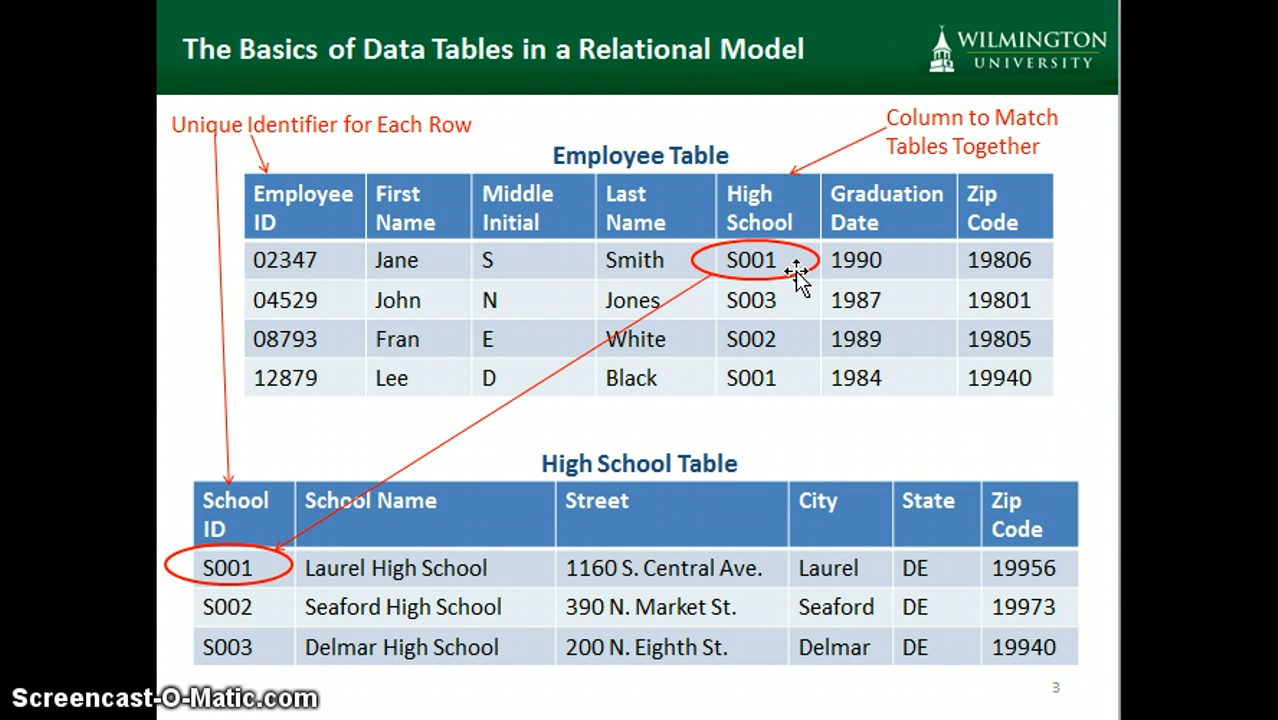 The Basics of Data Tables in a Relational Model
WILMINGTON
UNIVERSITY
Unique Identifier for Each Row
Column to Match
Tables Together
Employee Table
Employee ID First Name Middle Initial Last Name High School Graduation Date Zip Code
02347 Jane S Smith S001 1990 19806
04529 John N Jones S003 1987 19801
08793 Fran E White S002 1989 19805
12879 Lee D Black S001 1984 19940
High School Table
School ID School Name Street City State Zip Code
S001 Laurel High School 1160 S. Central Ave. Laurel DE 19956
S002 Seaford High School 390 N. Market St. Seaford DE 19973
S003 Delmar High School 200 N. Eighth St. Delmar DE 19940
3
Screencast-O-Matic.com